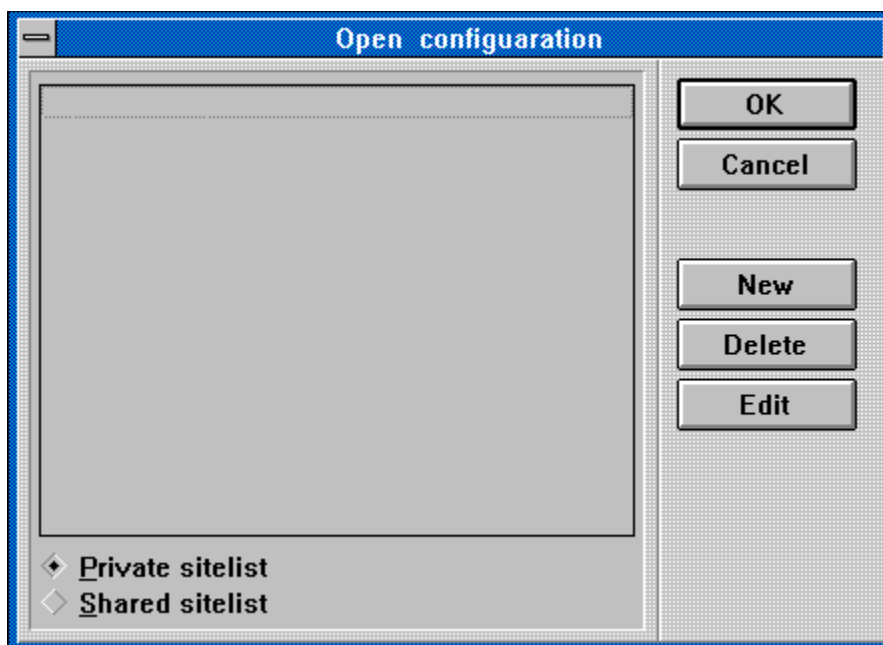 Open configuaration
OK
Cancel
New
Delete
Edit
Private sitelist
Shared sitelist